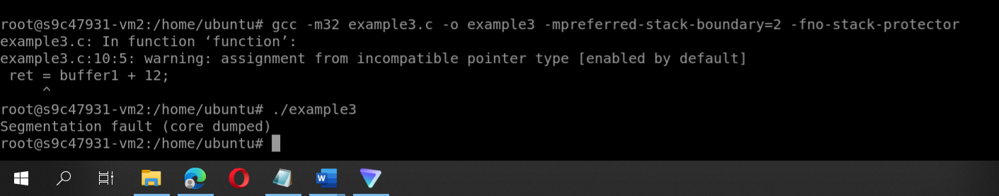 root@s9c47931-vm2:/home/ubuntu# gcc -m32 example3.c -o example3 -mpreferred-stack-boundary=2 -fno-stack-protector
example3.c: In function ‘function’:
example3.c:10:5: warning: assignment from incompatible pointer type [enabled by default]
 ret = buffer1 + 12;
     ^
root@s9c47931-vm2:/home/ubuntu# ./example3
Segmentation fault (core dumped)
root@s9c47931-vm2:/home/ubuntu#
W